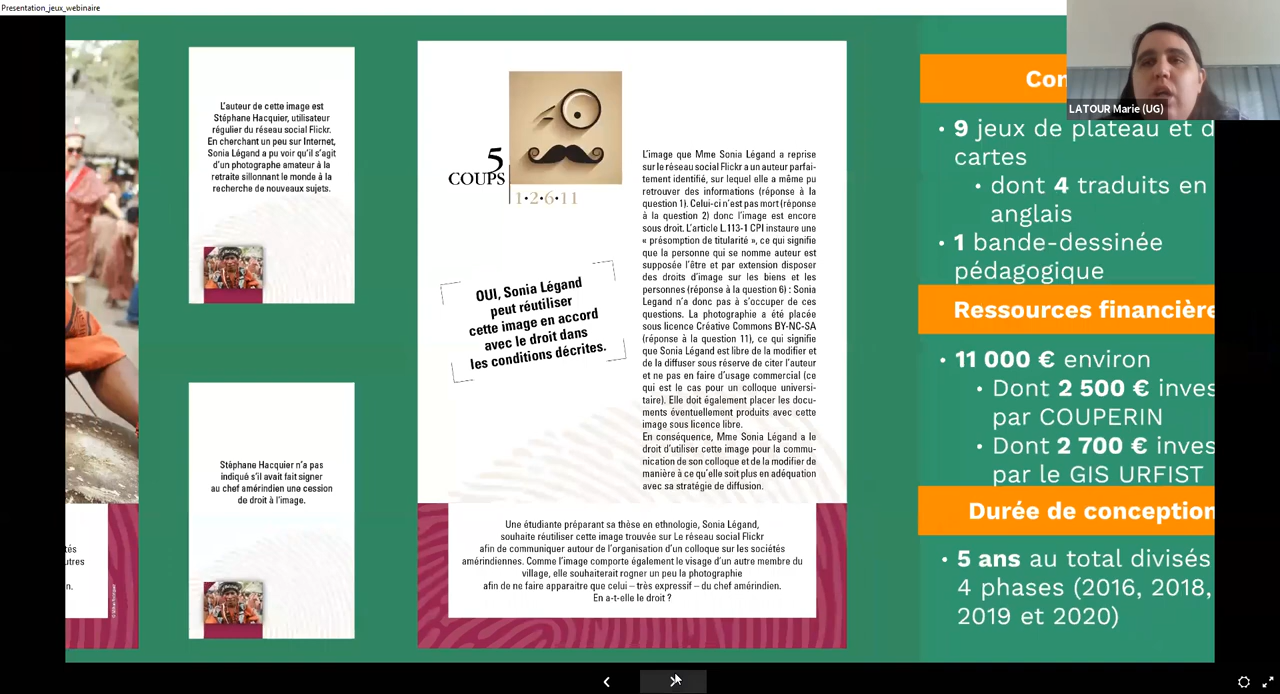 Presentation_jeux_webinaire
L'auteur de cette image est
Stéphane Hacquier, utilisateur
régulier du réseau social Flickr.
En cherchant un peu sur Internet,
Sonia Légand a pu voir qu'il s'agit
d'un photographe amateur à la
retraite sillonnant le monde à la
recherche de nouveaux sujets.
Stéphane Hacquier n'a pas
indiqué s'il avait fait signer
au chef amérindien une cession
de droit à l'image.
5
COUPS
1·2·6·11
OUI, Sonia Légand
peut réutiliser
cette image en accord
avec le droit dans
les conditions décrites.
L'image que Mme Sonia Légand a reprise
sur le réseau social Flickr a un auteur parfai-
tement identifié, sur lequel elle a même pu
retrouver des informations (réponse à la
question 1). Celui-ci n'est pas mort (réponse
à la question 2) donc l'image est encore
sous droit. L'article L.113-1 CPI instaure une
« présomption de titularité », ce qui signifie
que la personne qui se nomme auteur est
supposée l'être et par extension disposer
des droits d'image sur les biens et les
personnes (réponse à la question 6) : Sonia
Legand n'a donc pas à s'occuper de ces
questions. La photographie a été placée
sous licence Créative Commons BY-NC-SA
(réponse à la question 11), ce qui signifie
que Sonia Légand est libre de la modifier et
de la diffuser sous réserve de citer l'auteur
et ne pas en faire d'usage commercial (ce
qui est le cas pour un colloque universi-
taire). Elle doit également placer les docu-
ments éventuellement produits avec cette
image sous licence libre.
En conséquence, Mme Sonia Légand a le
droit d'utiliser cette image pour la commu-
nication de son colloque et de la modifier de
manière à ce qu'elle soit plus en adéquation
avec sa stratégie de diffusion.
Une étudiante préparant sa thèse en ethnologie, Sonia Légand,
souhaite réutiliser cette image trouvée sur Le réseau social Flickr
afin de communiquer autour de l'organisation d'un colloque sur les sociétés
amérindiennes. Comme l'image comporte également le visage d'un autre membre du
village, elle souhaiterait rogner un peu la photographie
afin de ne faire apparaitre que celui – très expressif – du chef amérindien.
En a-t-elle le droit ?
tés
utres
n.
Con
• 9 jeux de plateau et d
cartes
• dont 4 traduits en
anglais
• 1 bande-dessinée
pédagogique
Ressources financière
• 11 000 € environ
• Dont 2 500 € inves
par COUPERIN
• Dont 2 700 € inves
par le GIS URFIST
Durée de conception
• 5 ans au total divisés
4 phases (2016, 2018,
2019 et 2020)
LATOUR Marie (UG)